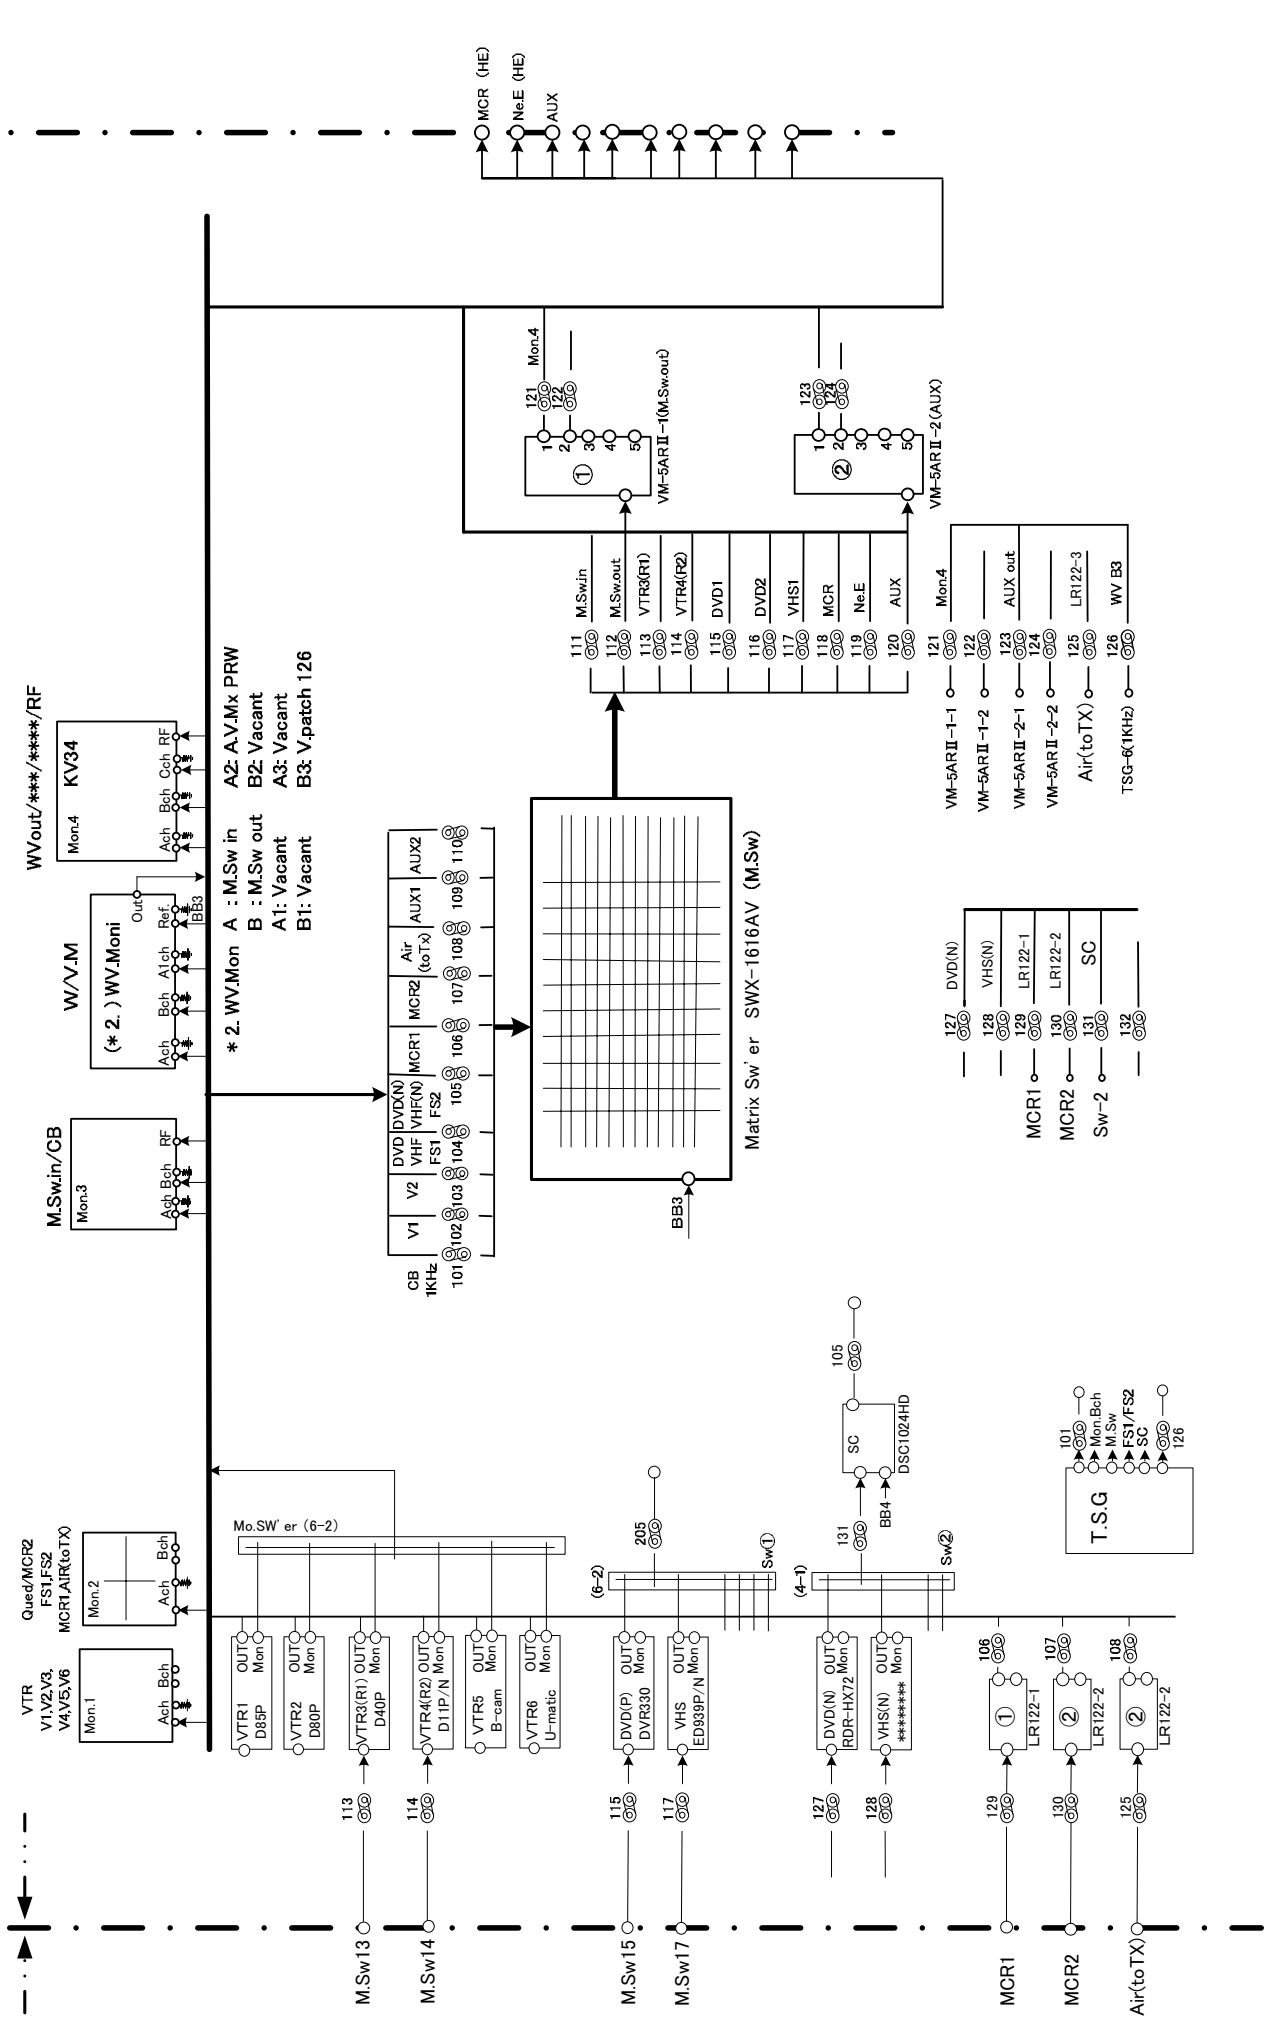 VTR
V1,V2,V3,
V4,V5,V6
Mon.1
Ach
Bch
Qued/MCR2
FS1,FS2
MCR1,AIR(toTX)
Mon.2
Ach
Bch
M.Sw.in/CB
Mon.3
Ach
Bch
RF
W/V.M
(*2. ) WV.Moni
Ach
Bch
A1ch
Ref.
Out
BB3
WVout/***/****/RF
Mon.4
KV34
Ach
Bch
Cch
RF
* 2. WV.Mon
A : M.Sw in
B : M.Sw out
A1: Vacant
B1: Vacant
A2: A.V.Mx PRW
B2: Vacant
A3: Vacant
B3: V.patch 126
Mo.SW'er (6-2)
VTR1
D85P
OUT
Mon
VTR2
D80P
OUT
Mon
VTR3(R1)
D40P
OUT
Mon
VTR4(R2)
D11P/N
OUT
Mon
VTR5
B-cam
OUT
Mon
VTR6
U-matic
OUT
Mon
DVD(P)
DVR330
OUT
Mon
VHS
ED939P/N
OUT
Mon
DVD(N)
RDR-HX72
OUT
Mon
VHS(N)
********
OUT
Mon
M.Sw13
113
M.Sw14
114
M.Sw15
115
M.Sw17
117
127
128
MCR1
129
①
LR122-1
106
MCR2
130
②
LR122-2
107
Air(toTX)
125
②
LR122-2
108
(6-2)
Sw①
205
(4-1)
Sw②
131
BB4
SC
DSC1024HD
105
T.S.G
101
Mon.Bch
M.Sw
FS1/FS2
SC
126
CB
1KHz
V1
V2
DVD
VHF
FS1
DVD(N)
VHF(N)
FS2
MCR1
MCR2
Air
(toTx)
AUX1
AUX2
101
102
103
104
105
106
107
108
109
110
BB3
Matrix Sw'er SWX-1616AV (M.Sw)
111
M.Sw.in
112
M.Sw.out
113
VTR3(R1)
114
VTR4(R2)
115
DVD1
116
DVD2
117
VHS1
118
MCR
119
Ne.E
120
AUX
①
1
2
3
4
5
VM-5ARⅡ-1(M.Sw.out)
121
122
Mon.4
②
1
2
3
4
5
VM-5ARⅡ-2(AUX)
123
124
MCR (HE)
Ne.E (HE)
AUX
VM-5ARⅡ-1-1
121
Mon.4
VM-5ARⅡ-1-2
122
VM-5ARⅡ-2-1
123
AUX out
VM-5ARⅡ-2-2
124
Air(toTX)
125
LR122-3
TSG-6(1KHz)
126
WV B3
127
DVD(N)
128
VHS(N)
MCR1
129
LR122-1
MCR2
130
LR122-2
Sw-2
131
SC
132